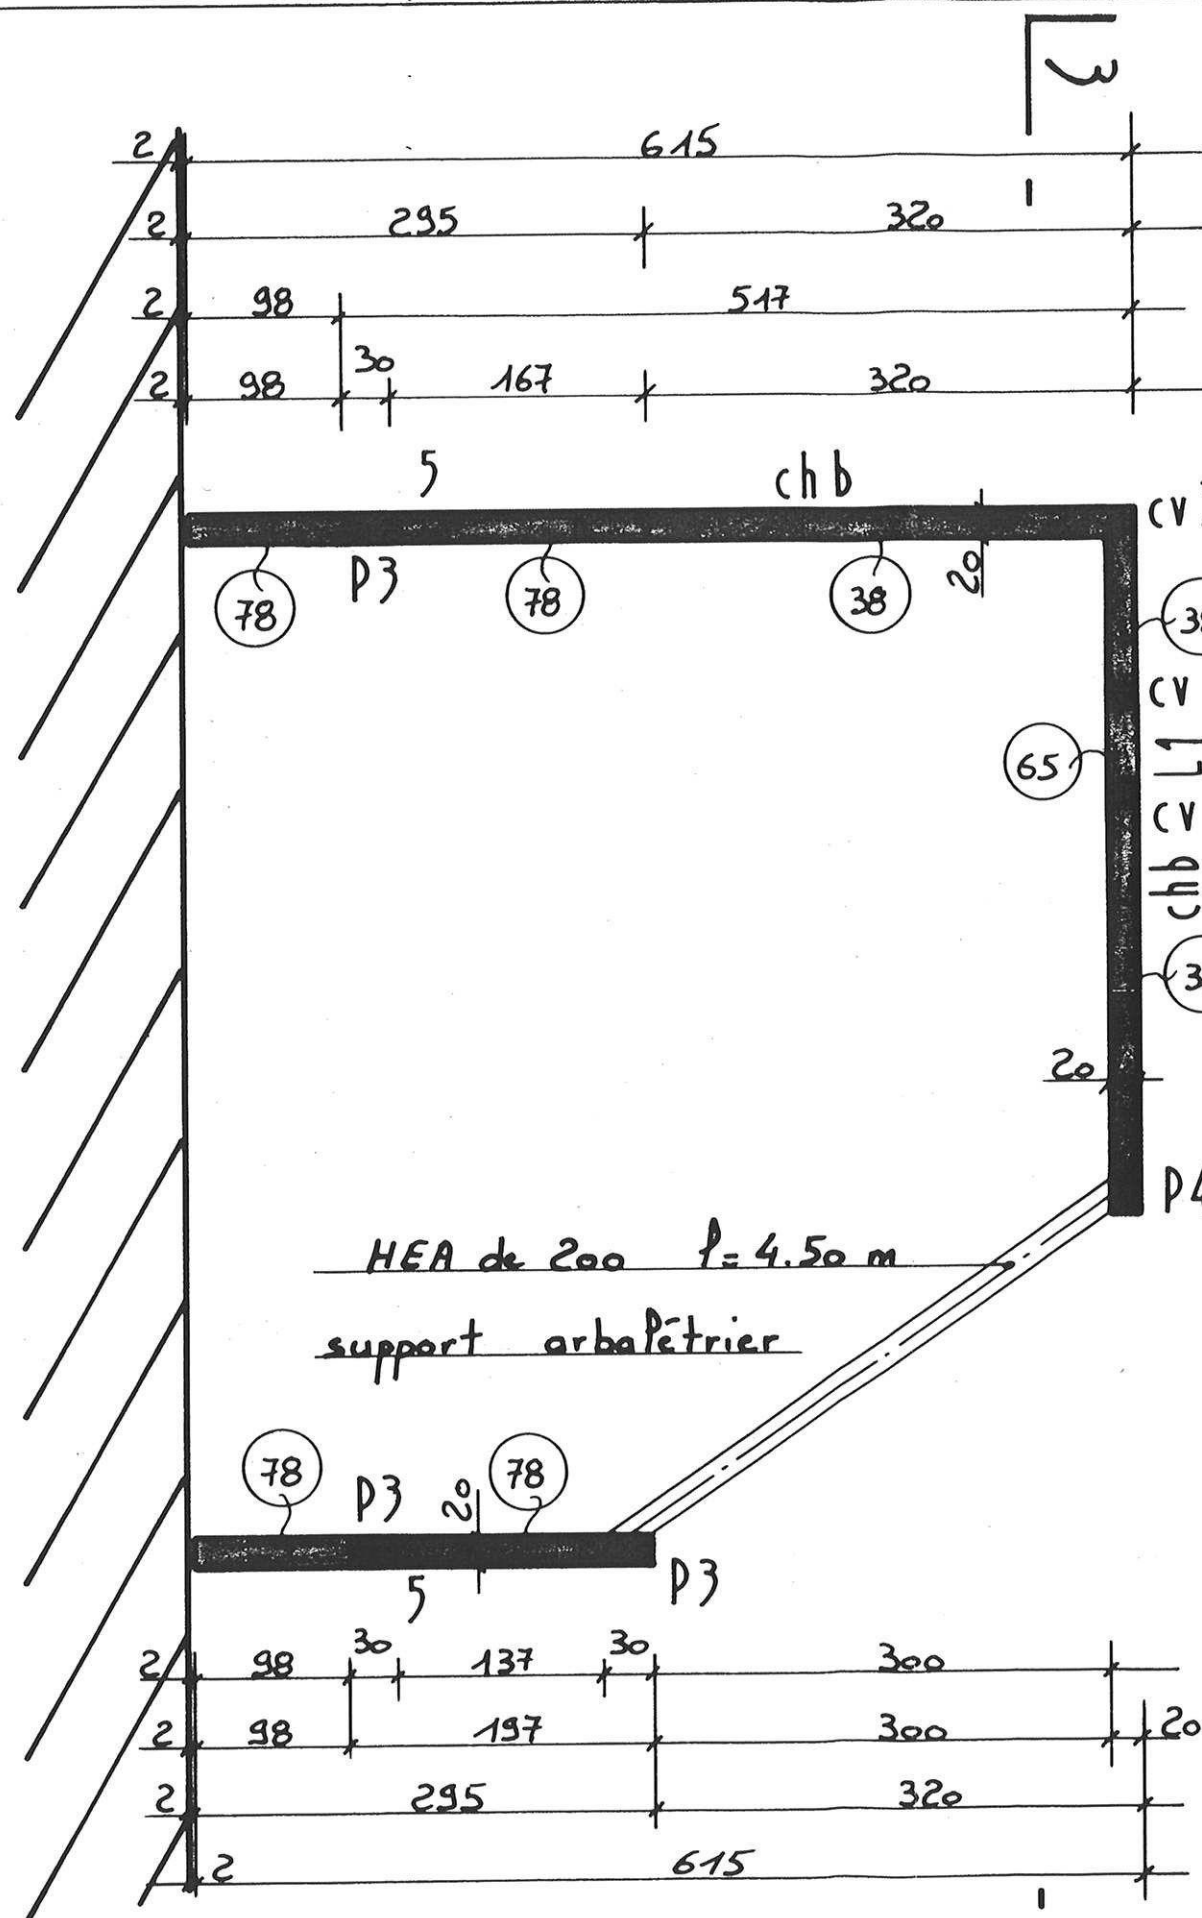 3
2 615
2 295 320
2 98 517
2 98 30 167 320
5 chb
cv
P3
78 78 38 20
cv
65
L1
cv
chb
20
HEA de 200 l= 4.50 m
support arbalétrier
78 P3 20 78
5 P3
2 98 30 137 30 300
2 98 197 300 20
2 295 320
2 615